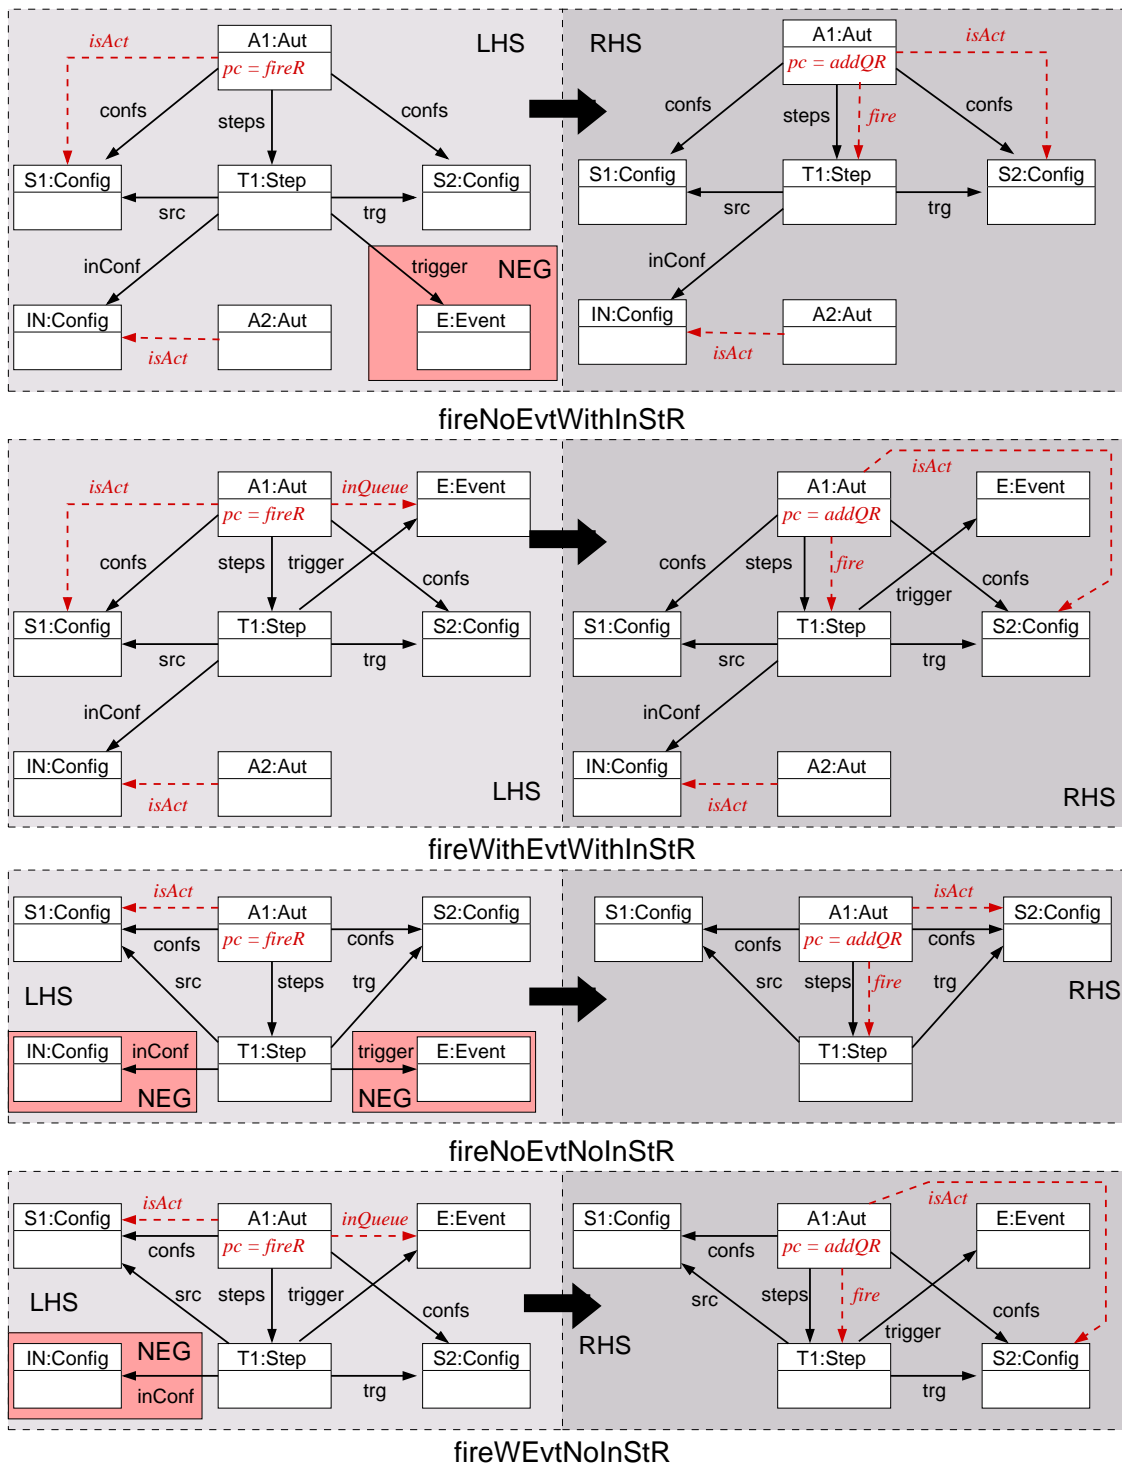 isAct
A1:Aut
pc = fireR
LHS
confs
steps
confs
S1:Config
T1:Step
S2:Config
src
trg
inConf
trigger
NEG
IN:Config
A2:Aut
E:Event
isAct
RHS
A1:Aut
pc = addQR
isAct
confs
steps
fire
confs
S1:Config
T1:Step
S2:Config
src
trg
inConf
IN:Config
A2:Aut
isAct
fireNoEvtWithInStR
isAct
A1:Aut
pc = fireR
inQueue
E:Event
confs
steps
trigger
confs
S1:Config
T1:Step
S2:Config
src
trg
inConf
IN:Config
A2:Aut
isAct
LHS
isAct
A1:Aut
pc = addQR
E:Event
confs
steps
fire
confs
trigger
S1:Config
T1:Step
S2:Config
src
trg
inConf
IN:Config
A2:Aut
isAct
RHS
fireWithEvtWithInStR
S1:Config
isAct
A1:Aut
pc = fireR
S2:Config
confs
confs
src
steps
trg
LHS
IN:Config
inConf
NEG
T1:Step
trigger
NEG
E:Event
S1:Config
A1:Aut
pc = addQR
isAct
S2:Config
confs
confs
src
steps
fire
trg
RHS
T1:Step
fireNoEvtNoInStR
S1:Config
isAct
A1:Aut
pc = fireR
inQueue
E:Event
confs
src
steps
trigger
confs
LHS
NEG
IN:Config
inConf
T1:Step
S2:Config
trg
isAct
S1:Config
A1:Aut
pc = addQR
E:Event
confs
src
steps
fire
trigger
confs
RHS
T1:Step
S2:Config
trg
fireWEvtNoInStR